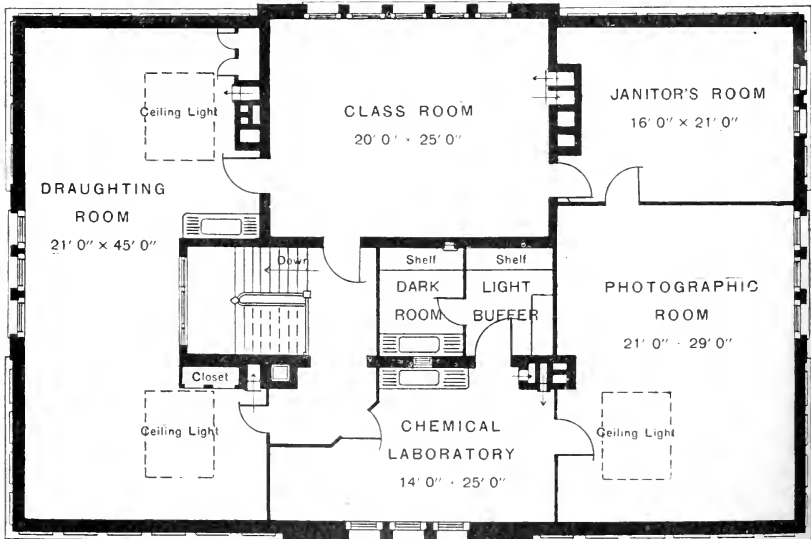 Ceiling Light
CLASS ROOM
20' 0" × 25' 0"
JANITOR'S ROOM
16' 0" × 21' 0"
DRAUGHTING
ROOM
21' 0" × 45' 0"
Down
Shelf
Shelf
DARK
ROOM
LIGHT
BUFFER
PHOTOGRAPHIC
ROOM
21' 0" · 29' 0"
Closet
Ceiling Light
CHEMICAL
LABORATORY
14' 0" · 25' 0"
Ceiling Light